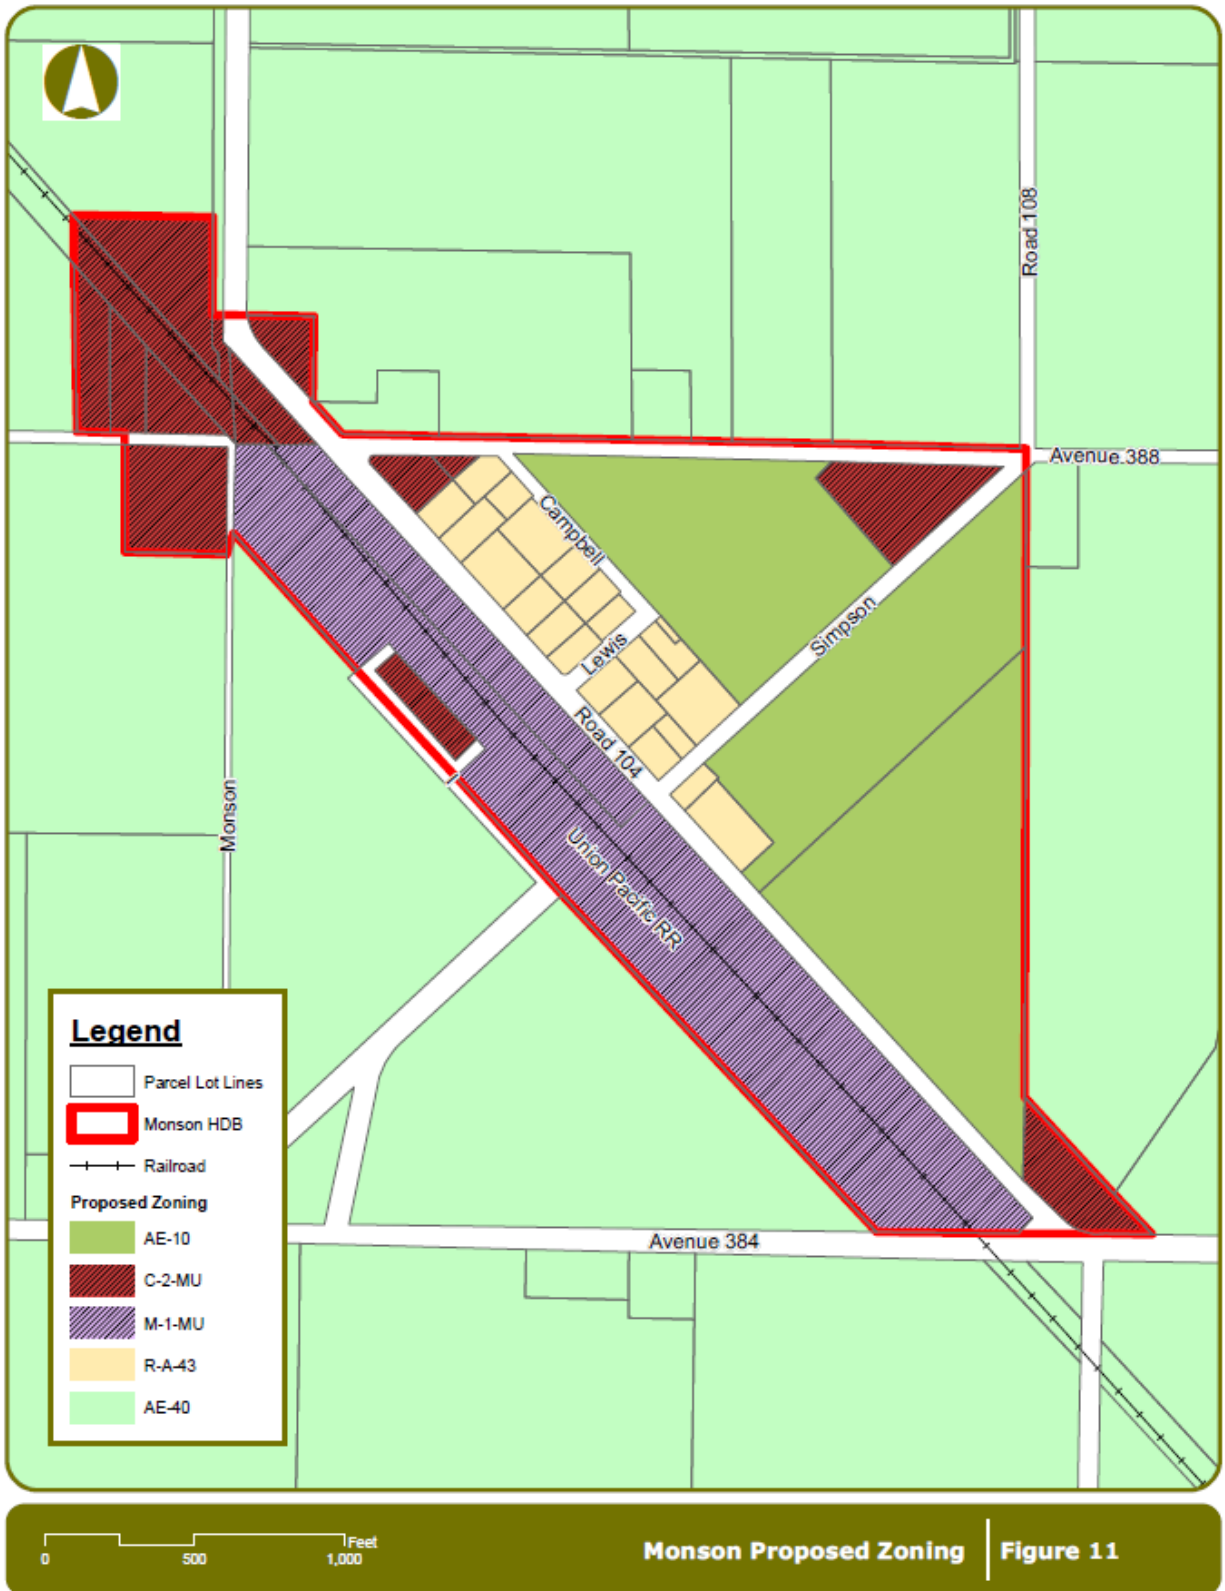 Road 108
Avenue 388
Campbell
Simpson
Lewis
Road 104
Monson
Union Pacific RR
Legend
Parcel Lot Lines
Monson HDB
Railroad
Proposed Zoning
AE-10
C-2-MU
M-1-MU
R-A-43
AE-40
Avenue 384
Feet
0 500 1,000
Monson Proposed Zoning Figure 11